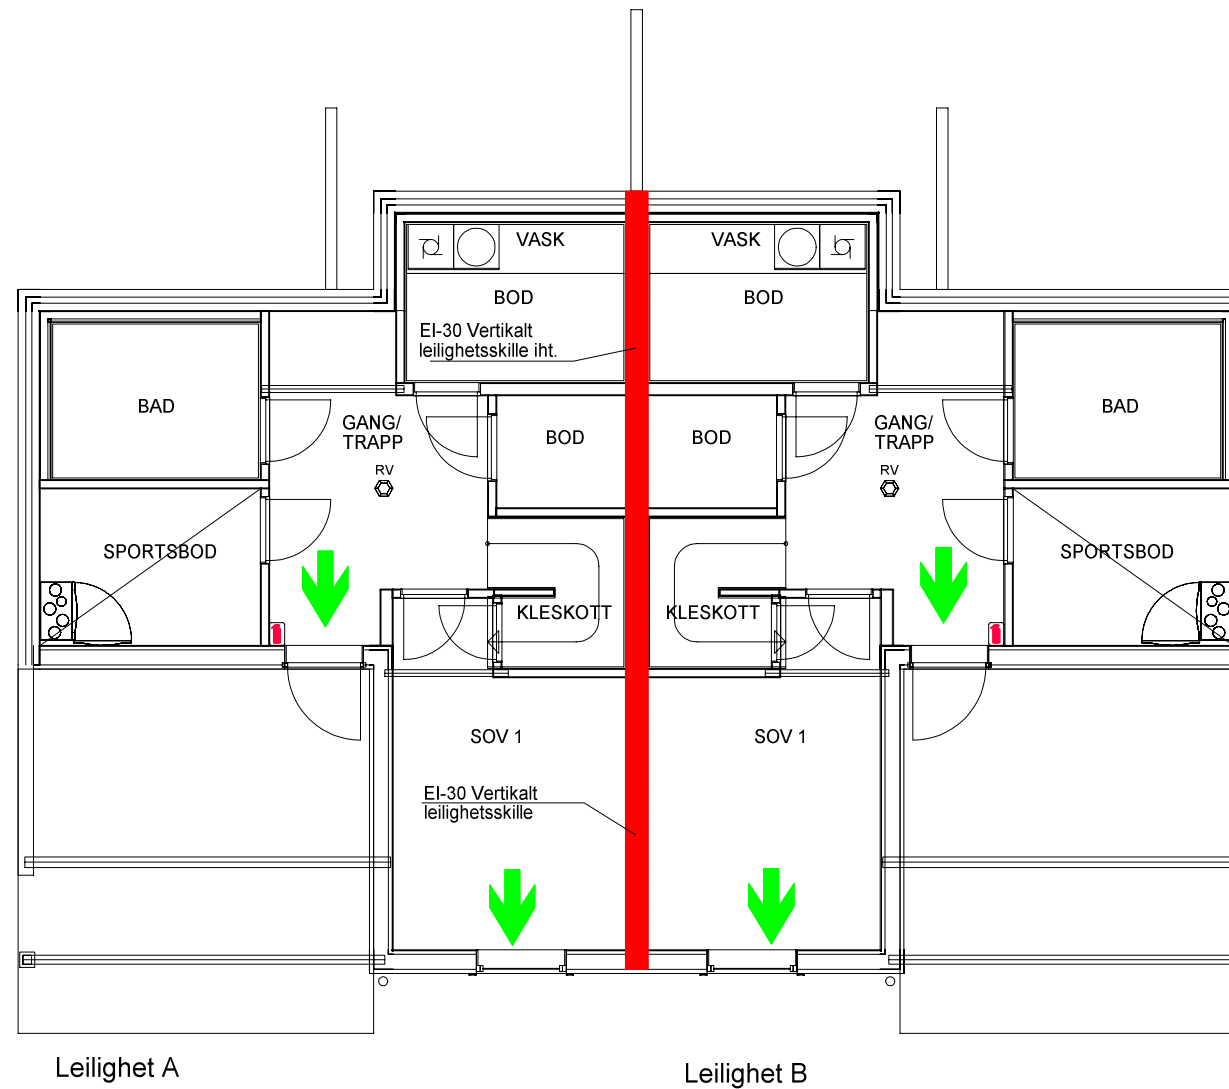 VASK
VASK
BOD
BOD
EI-30 Vertikalt
leilighetsskille iht.
BAD
GANG/
TRAPP
BOD
BOD
GANG/
TRAPP
BAD
RV
RV
SPORTSBOD
SPORTSBOD
KLESKOTT
KLESKOTT
SOV 1
SOV 1
EI-30 Vertikalt
leilighetsskille
Leilighet A
Leilighet B